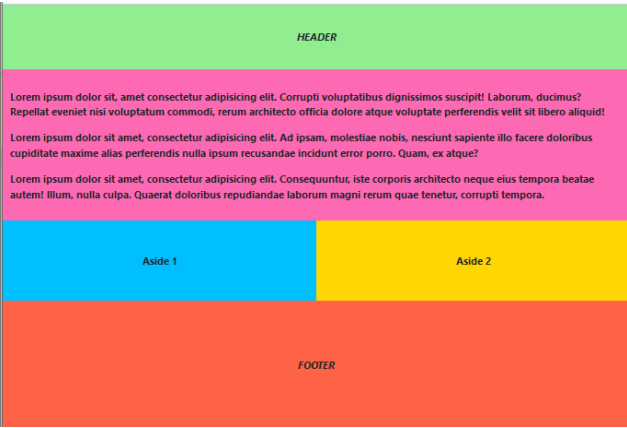 HEADER
Lorem ipsum dolor sit, amet consectetur adipisicing elit. Corrupti voluptatibus dignissimos suscipit! Laborum, ducimus?
Repellat eveniet nisi voluptatum commodi, rerum architecto officia dolore atque voluptate perferendis velit sit libero aliquid!
Lorem ipsum dolor sit amet, consectetur adipisicing elit. Ad ipsam, molestiae nobis, nesciunt sapiente illo facere doloribus
cupiditate maxime alias perferendis nulla ipsum recusandae incidunt error porro. Quam, ex atque?
Lorem ipsum dolor sit amet, consectetur adipisicing elit. Consequuntur, iste corporis architecto neque eius tempora beatae
autem! Illum, nulla culpa. Quaerat doloribus repudiandae laborum magni rerum quae tenetur, corrupti tempora.
Aside 1
Aside 2
FOOTER